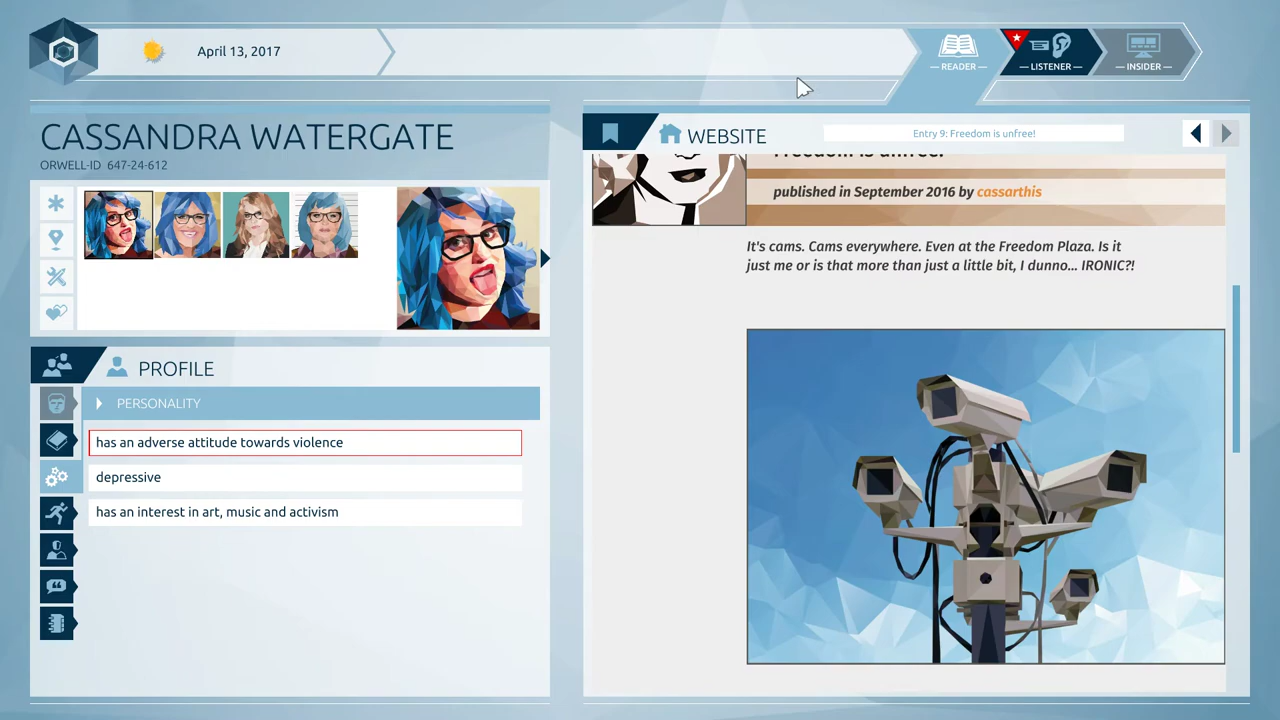 April 13, 2017
— READER —
— LISTENER —
— INSIDER —
CASSANDRA WATERGATE
ORWELL-ID 647-24-612
PROFILE
PERSONALITY
has an adverse attitude towards violence
depressive
has an interest in art, music and activism
WEBSITE
Entry 9: Freedom is unfree!
Freedom is unfree!
published in September 2016 by cassarthis
It's cams. Cams everywhere. Even at the Freedom Plaza. Is it
just me or is that more than just a little bit, I dunno... IRONIC?!